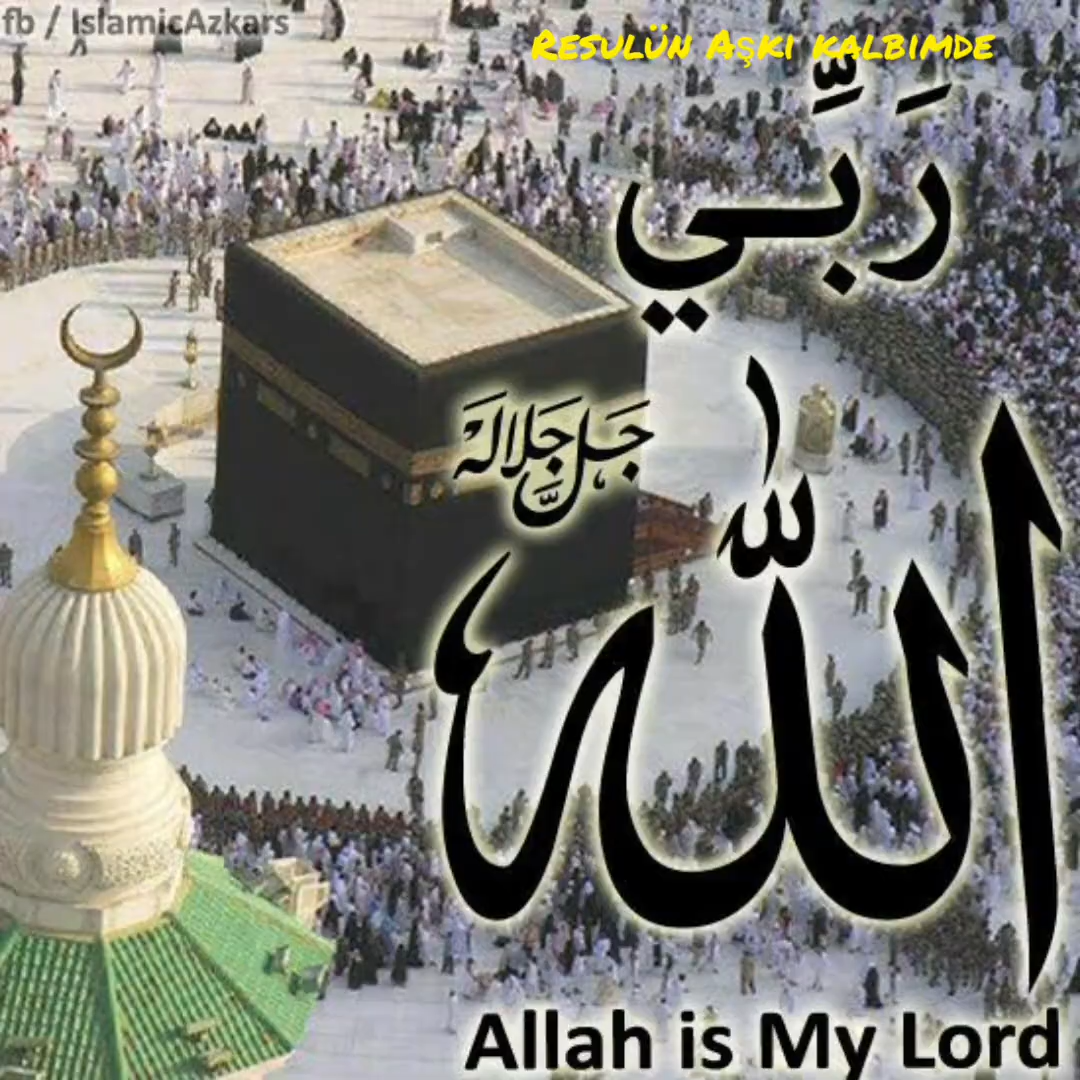 fb / IslamicAzkars
Resulün Aşkı kalbimde
رَبِّي
جَلَّ جَلَالَهُ
الله
Allah is My Lord